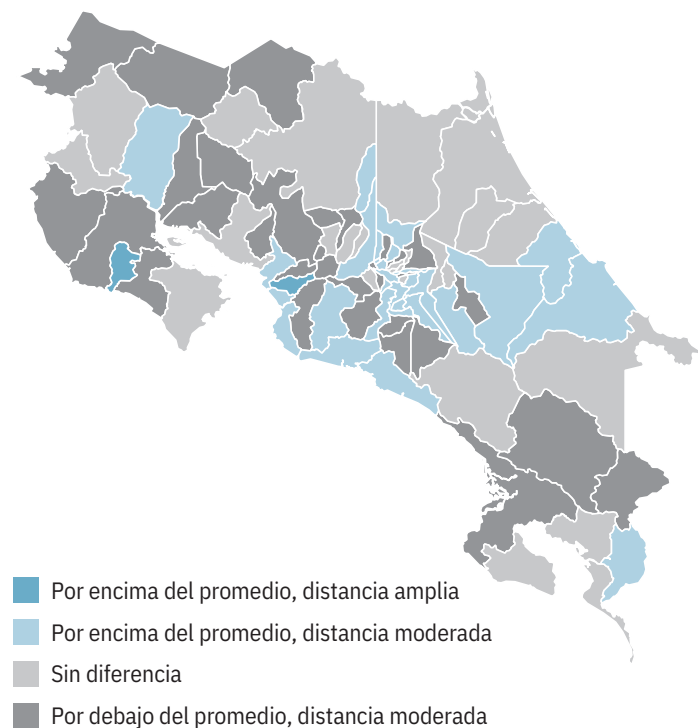 Por encima del promedio, distancia amplia
Por encima del promedio, distancia moderada
Sin diferencia
Por debajo del promedio, distancia moderada